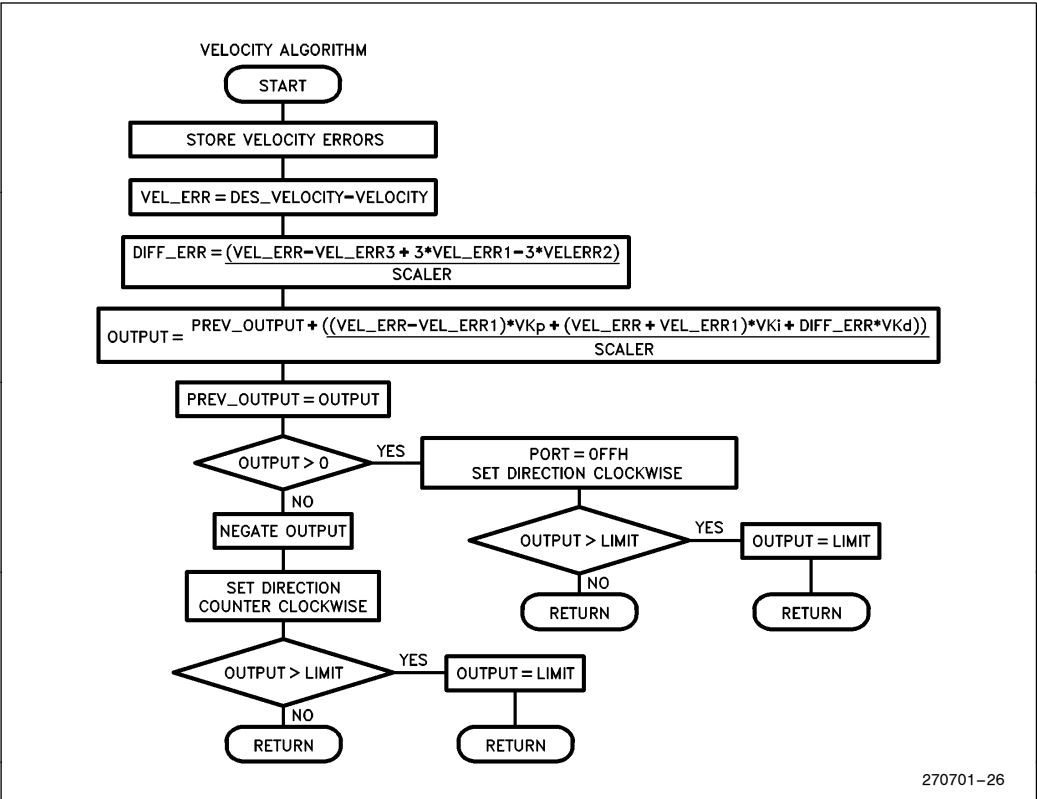 VELOCITY ALGORITHM
START
STORE VELOCITY ERRORS
VEL_ERR = DES_VELOCITY-VELOCITY
DIFF_ERR = (VEL_ERR-VEL_ERR3 + 3*VEL_ERR1-3*VELERR2)
SCALER
OUTPUT = PREV_OUTPUT + ((VEL_ERR-VEL_ERR1)*VKp + (VEL_ERR + VEL_ERR1)*VKi + DIFF_ERR*VKd))
SCALER
PREV_OUTPUT = OUTPUT
OUTPUT > 0
YES
PORT = 0FFH
SET DIRECTION CLOCKWISE
NO
NEGATE OUTPUT
OUTPUT > LIMIT
YES
OUTPUT = LIMIT
SET DIRECTION
COUNTER CLOCKWISE
NO
RETURN
RETURN
OUTPUT > LIMIT
YES
OUTPUT = LIMIT
NO
RETURN
RETURN
270701-26